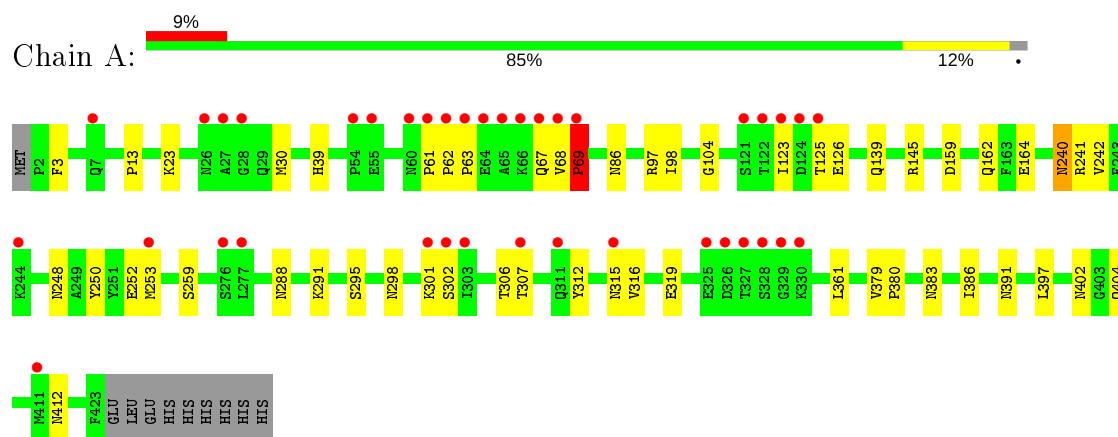 9%
Chain A:
85% 12% •
MET P2 F3 Q7 P13 K23 N26 A27 G28 Q29 M30 H39 P54 E55 N60 P61 P62 P63 E64 A65 K66 Q67 V68 P69 N86 R97 I98 G104 S121 T122 I123 D124 T125 E126 Q139 R145 D159 Q162 F163 E164 N240 R241 V242 E243
K244 N248 A249 Y250 Y251 E252 M253 S259 S276 L277 N288 K291 S295 N298 K301 S302 I303 T306 T307 Q311 Y312 N315 V316 E319 E325 D326 T327 S328 G329 K330 L361 V379 P380 N383 I386 N391 L397 N402 G403
M411 N412 F423 GLU LEU GLU HIS HIS HIS HIS HIS HIS